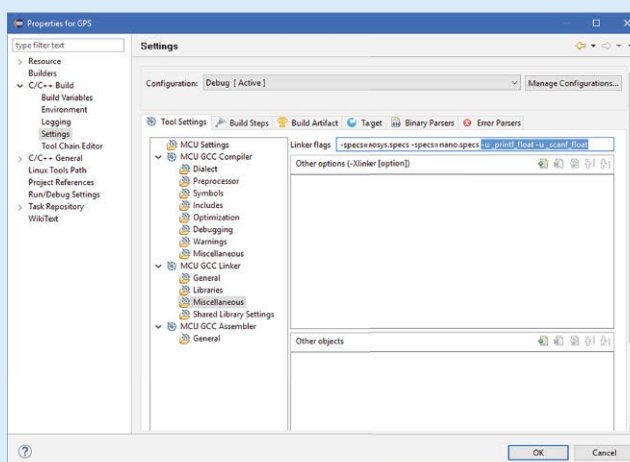 Properties for GPS
type filter text
Settings
Resource
Builders
C/C++ Build
Build Variables
Environment
Logging
Settings
Tool Chain Editor
C/C++ General
Linux Tools Path
Project References
Run/Debug Settings
Task Repository
WikiText
Configuration: Debug [ Active ]
Manage Configurations...
Tool Settings Build Steps Build Artifact Target Binary Parsers Error Parsers
MCU Settings
MCU GCC Compiler
Dialect
Preprocessor
Symbols
Includes
Optimization
Debugging
Warnings
Miscellaneous
MCU GCC Linker
General
Libraries
Miscellaneous
Shared Library Settings
MCU GCC Assembler
General
Linker flags -specs=nosys.specs -specs=nano.specs -u _printf_float -u _scanf_float
Other options (-Xlinker [option])
Other objects
OK Cancel